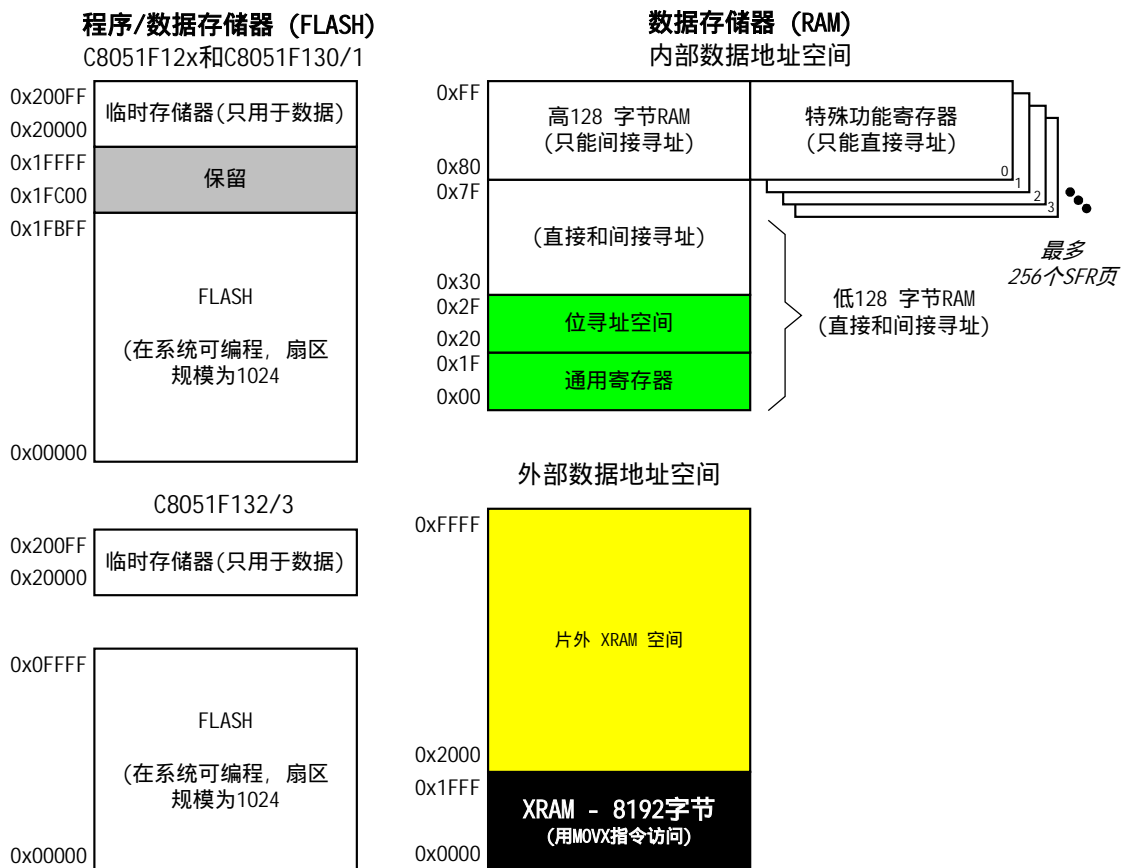 程序/数据存储器 (FLASH)
C8051F12x和C8051F130/1
0x200FF
临时存储器(只用于数据)
0x20000
0x1FFFF
保留
0x1FC00
0x1FBFF
FLASH
(在系统可编程, 扇区
规模为1024
0x00000
C8051F132/3
0x200FF
临时存储器(只用于数据)
0x20000
0x0FFFF
FLASH
(在系统可编程, 扇区
规模为1024
0x00000
数据存储器 (RAM)
内部数据地址空间
0xFF
高128 字节RAM
(只能间接寻址)
0x80
特殊功能寄存器
(只能直接寻址)
0
1
2
3
最多
256个SFR页
0x7F
(直接和间接寻址)
0x30
0x2F
位寻址空间
0x20
0x1F
通用寄存器
0x00
低128 字节RAM
(直接和间接寻址)
外部数据地址空间
0xFFFF
片外 XRAM 空间
0x2000
0x1FFF
XRAM - 8192字节
(用MOVX指令访问)
0x0000